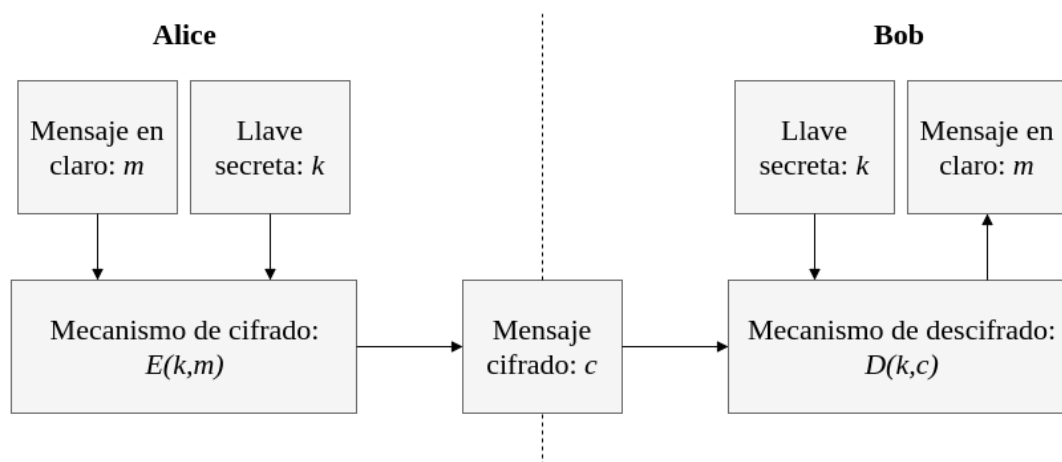 Alice
Bob
Mensaje en
claro: m
Llave
secreta: k
Llave
secreta: k
Mensaje en
claro: m
Mecanismo de cifrado:
E(k,m)
Mensaje
cifrado: c
Mecanismo de descifrado:
D(k,c)